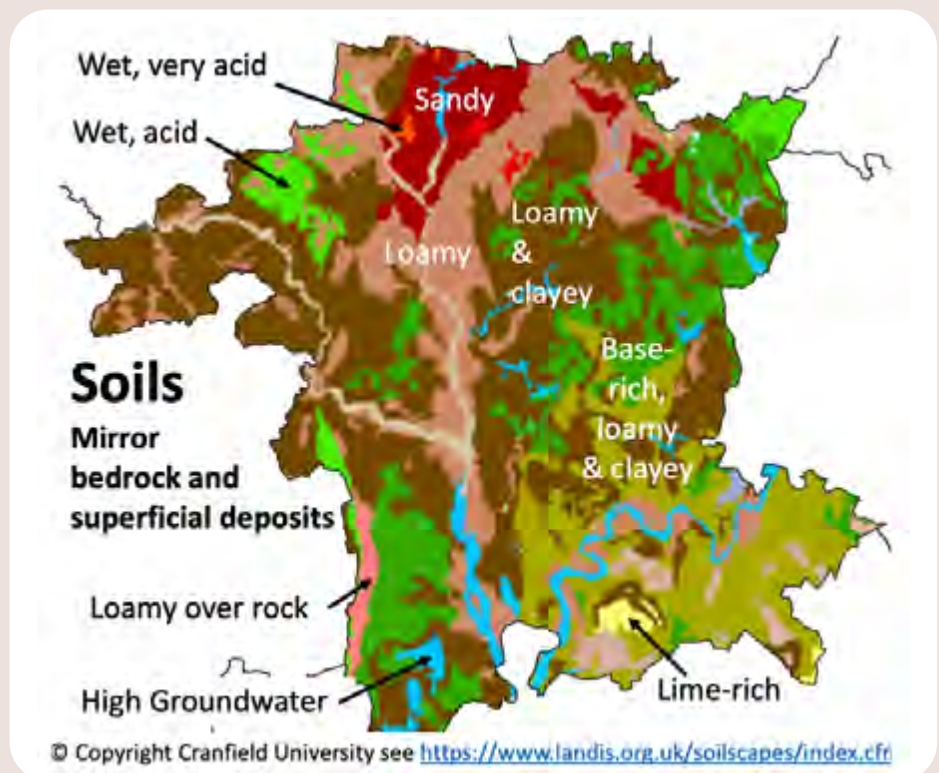 Wet, very acid
Sandy
Wet, acid
Loamy
Loamy
&
clayey
Base-
rich,
loamy
& clayey
Soils
Mirror
bedrock and
superficial deposits
Loamy over rock
High Groundwater
Lime-rich
© Copyright Cranfield University see https://www.landis.org.uk/soilscapes/index.cfr